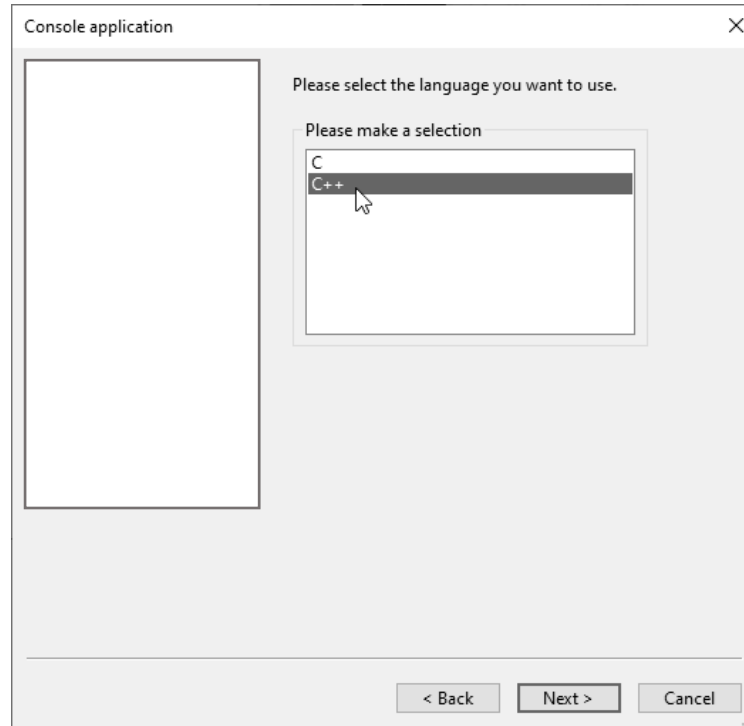 Console application
Please select the language you want to use.
Please make a selection
C
C++
< Back
Next >
Cancel